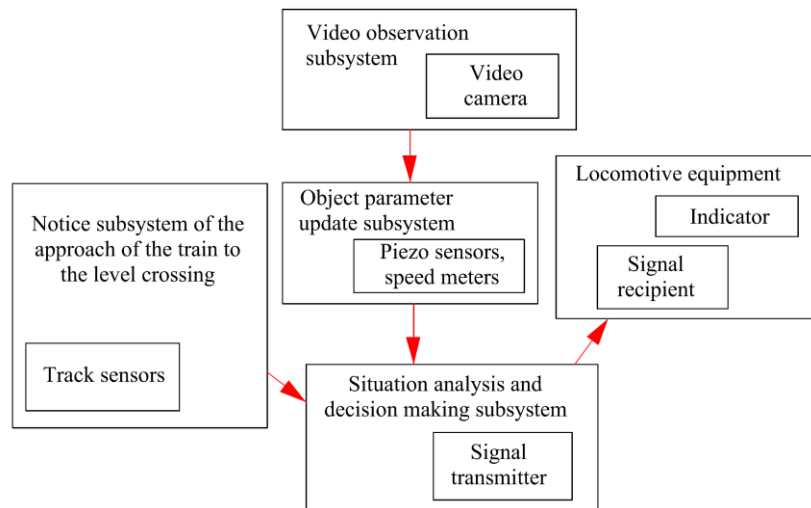 Video observation
subsystem
Video
camera
Object parameter
update subsystem
Piezo sensors,
speed meters
Locomotive equipment
Indicator
Signal
recipient
Notice subsystem of the
approach of the train to
the level crossing
Track sensors
Situation analysis and
decision making subsystem
Signal
transmitter